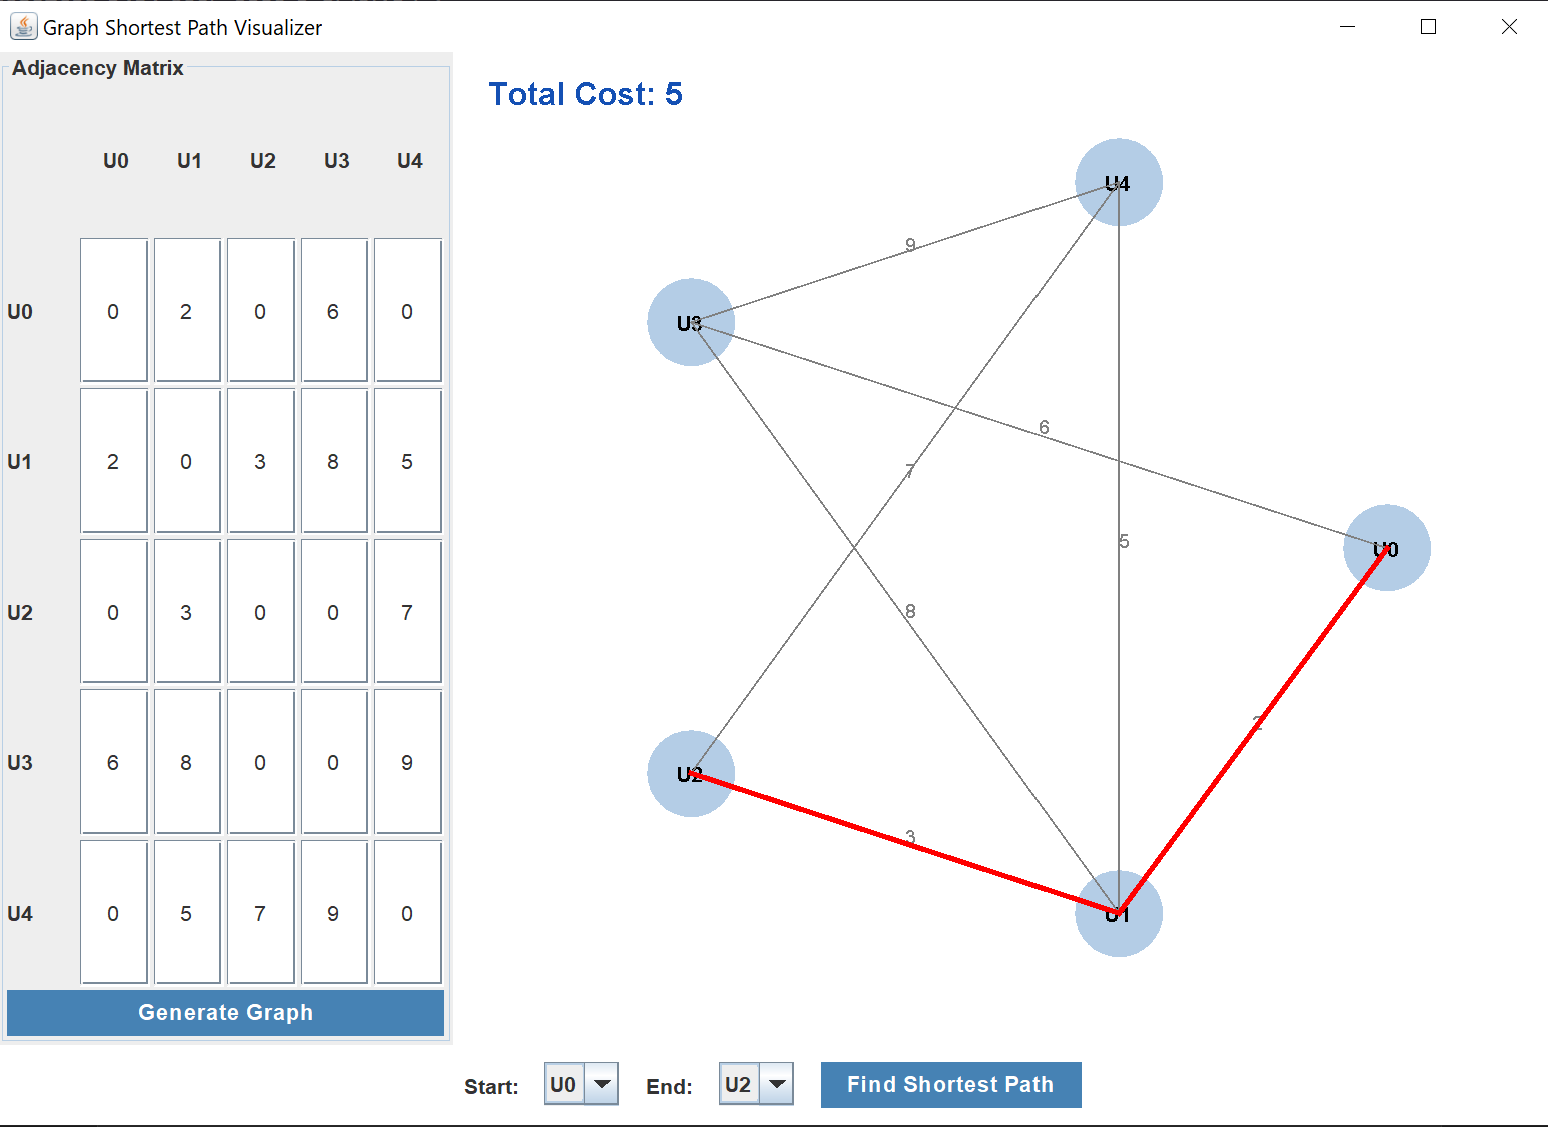 Graph Shortest Path Visualizer
Adjacency Matrix
U0 U1 U2 U3 U4
U0 0 2 0 6 0
U1 2 0 3 8 5
U2 0 3 0 0 7
U3 6 8 0 0 9
U4 0 5 7 9 0
Generate Graph
Total Cost: 5
U4
9
U3
6
7
5
U0
8
2
U2
3
U1
Start: U0 End: U2 Find Shortest Path